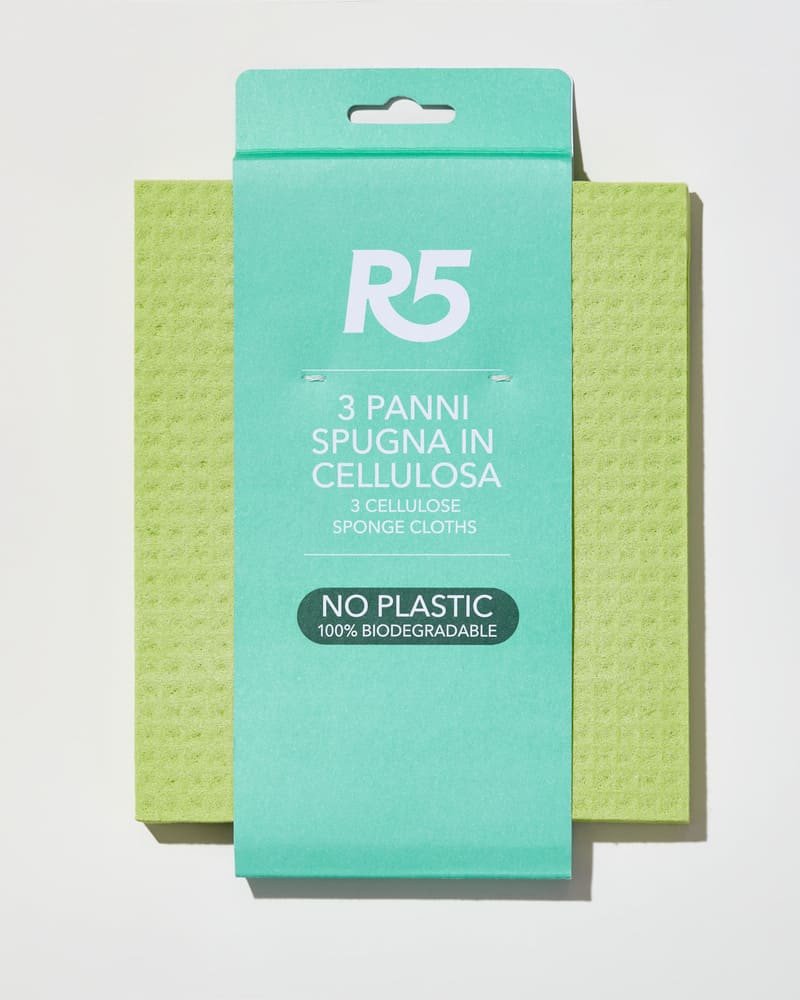 R5
3 PANNI
SPUGNA IN
CELLULOSA
3 CELLULOSE
SPONGE CLOTHS
NO PLASTIC
100% BIODEGRADABLE